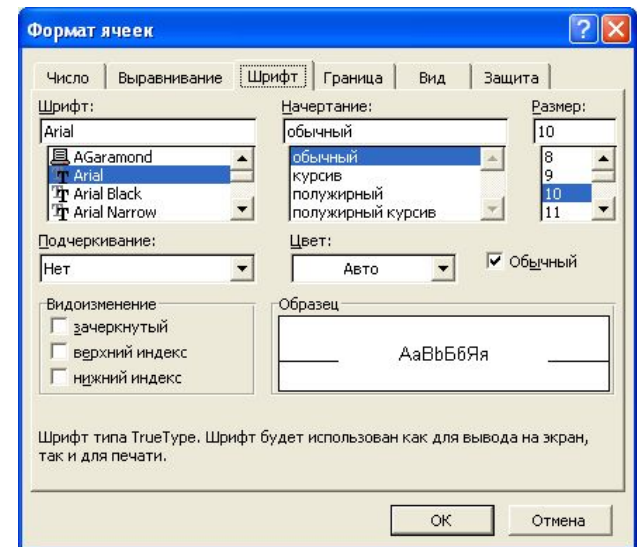 Формат ячеек
Число Выравнивание Шрифт Граница Вид Защита
Шрифт: Начертание: Размер:
Arial обычный 10
AGaramond обычный 8
Arial курсив 9
Arial Black полужирный 10
Arial Narrow полужирный курсив 11
Подчеркивание: Цвет:
Нет Авто Обычный
Видоизменение Образец
зачеркнутый
верхний индекс АаВbБбЯя
нижний индекс
Шрифт типа TrueType. Шрифт будет использован как для вывода на экран,
так и для печати.
ОК Отмена